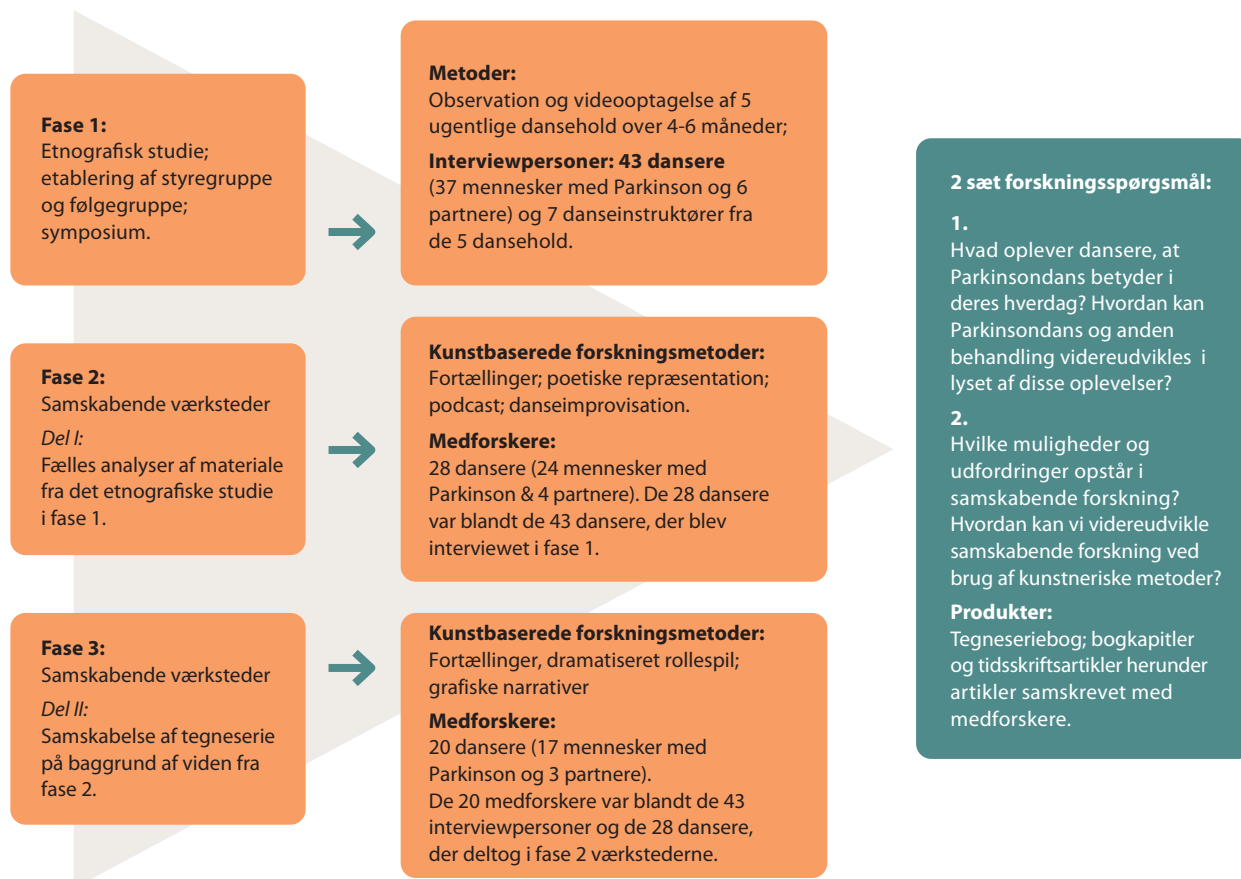 Fase 1:
Etnografisk studie;
etablering af styregruppe
og følgegruppe;
symposium.
Metoder:
Observation og videooptagelse af 5
ugentlige dansehold over 4-6 måneder;
Interviewpersoner: 43 dansere
(37 mennesker med Parkinson og 6
partnere) og 7 danseinstruktører fra
de 5 dansehold.
Fase 2:
Samskabende værksteder
Del I:
Fælles analyser af materiale
fra det etnografiske studie
i fase 1.
Kunstbaserede forskningsmetoder:
Fortællinger; poetiske repræsentation;
podcast; danseimprovisation.
Medforskere:
28 dansere (24 mennesker med
Parkinson & 4 partnere). De 28 dansere
var blandt de 43 dansere, der blev
interviewet i fase 1.
Fase 3:
Samskabende værksteder
Del II:
Samskabelse af tegneserie
på baggrund af viden fra
fase 2.
Kunstbaserede forskningsmetoder:
Fortællinger, dramatiseret rollespil;
grafiske narrativer
Medforskere:
20 dansere (17 mennesker med
Parkinson og 3 partnere).
De 20 medforskere var blandt de 43
interviewpersoner og de 28 dansere,
der deltog i fase 2 værkstederne.
2 sæt forskningsspørgsmål:
1.
Hvad oplever dansere, at
Parkinsondans betyder i
deres hverdag? Hvordan kan
Parkinsondans og anden
behandling videreudvikles i
lyset af disse oplevelser?
2.
Hvilke muligheder og
udfordringer opstår i
samskabende forskning?
Hvordan kan vi videreudvikle
samskabende forskning ved
brug af kunstneriske metoder?
Produkter:
Tegneseriebog; bogkapitler
og tidsskriftsartikler herunder
artikler samskrevet med
medforskere.